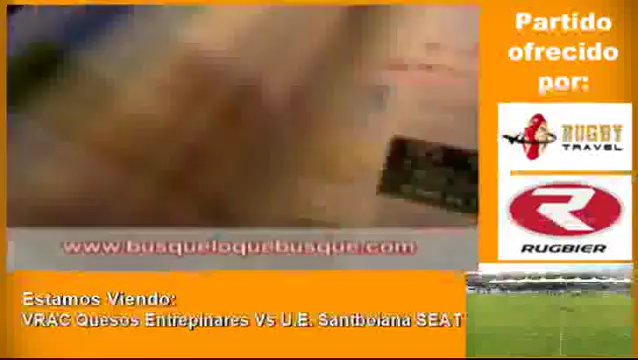 Partido
ofrecido
por:
RUGBY
TRAVEL
RUGBIER
www.busqueloquebusque.com
Estamos Viendo:
VRAC Quesos Entrepinares Vs U.E. Santboiana SEAT